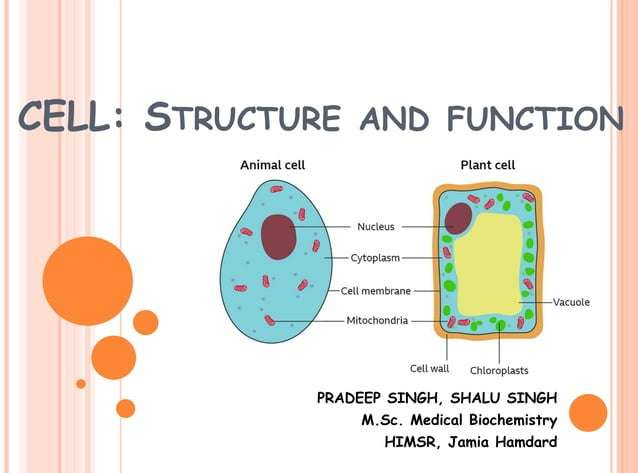 CELL: STRUCTURE AND FUNCTION
Animal cell
Plant cell
Nucleus
Cytoplasm
Cell membrane
Vacuole
Mitochondria
Cell wall
Chloroplasts
PRADEEP SINGH, SHALU SINGH
M.Sc. Medical Biochemistry
HIMSR, Jamia Hamdard